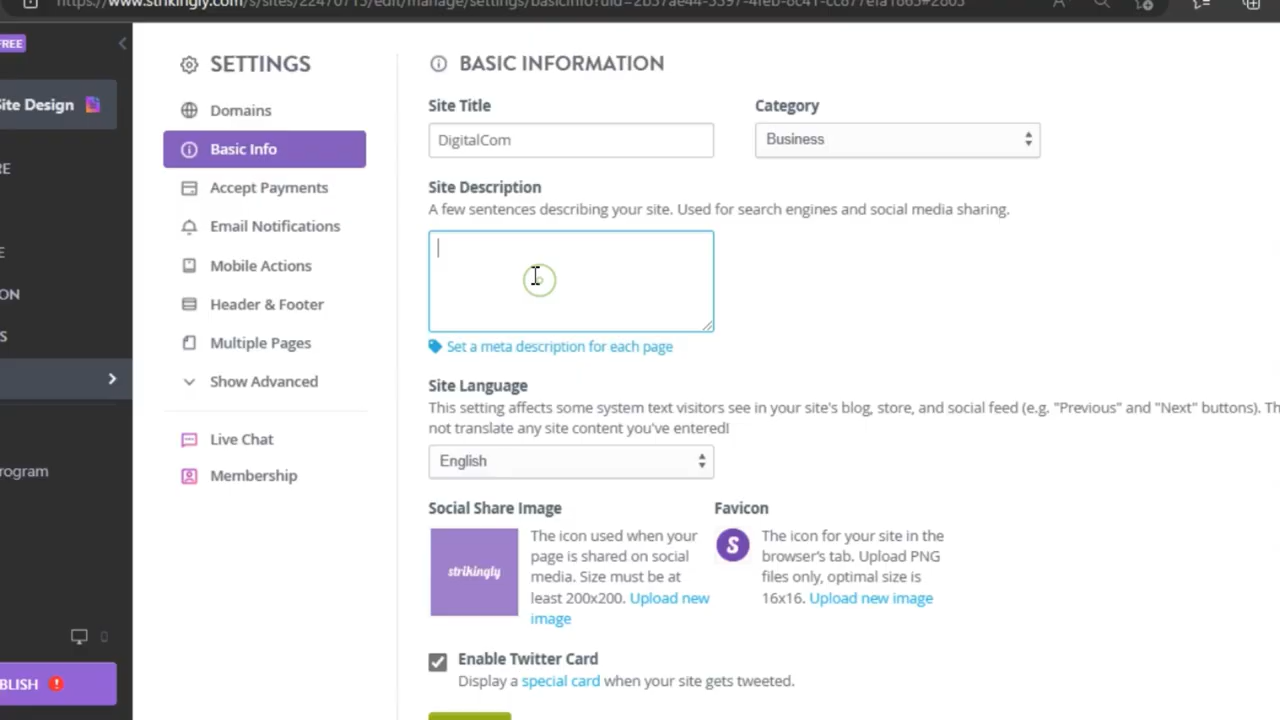 FREE
ite Design
RE
E
ON
S
rogram
BLISH
SETTINGS
Domains
Basic Info
Accept Payments
Email Notifications
Mobile Actions
Header & Footer
Multiple Pages
Show Advanced
Live Chat
Membership
BASIC INFORMATION
Site Title
DigitalCom
Category
Business
Site Description
A few sentences describing your site. Used for search engines and social media sharing.
Set a meta description for each page
Site Language
This setting affects some system text visitors see in your site's blog, store, and social feed (e.g. "Previous" and "Next" buttons). Th
not translate any site content you've entered!
English
Social Share Image
strikingly
The icon used when your
page is shared on social
media. Size must be at
least 200x200. Upload new
image
Favicon
S
The icon for your site in the
browser's tab. Upload PNG
files only, optimal size is
16x16. Upload new image
Enable Twitter Card
Display a special card when your site gets tweeted.